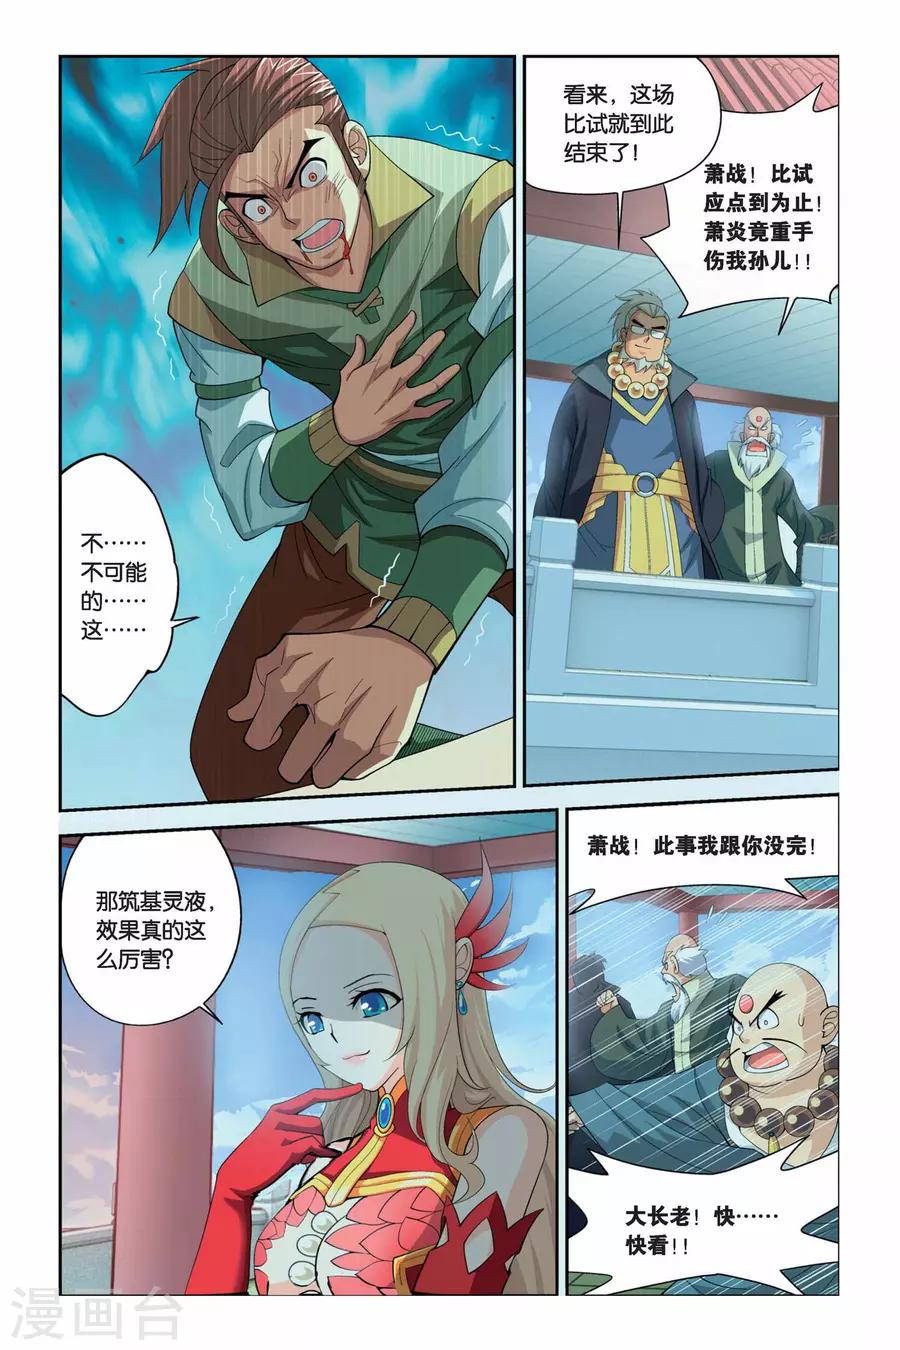 不……
不可能
的……
这……
看来，这场
比试就到此
结束了！
萧战！比试
应点到为止！
萧炎竟重手
伤我孙儿！！
那筑基灵液，
效果真的这
么厉害？
萧战！此事我跟你没完！
大长老！快……
快看！！
漫画台